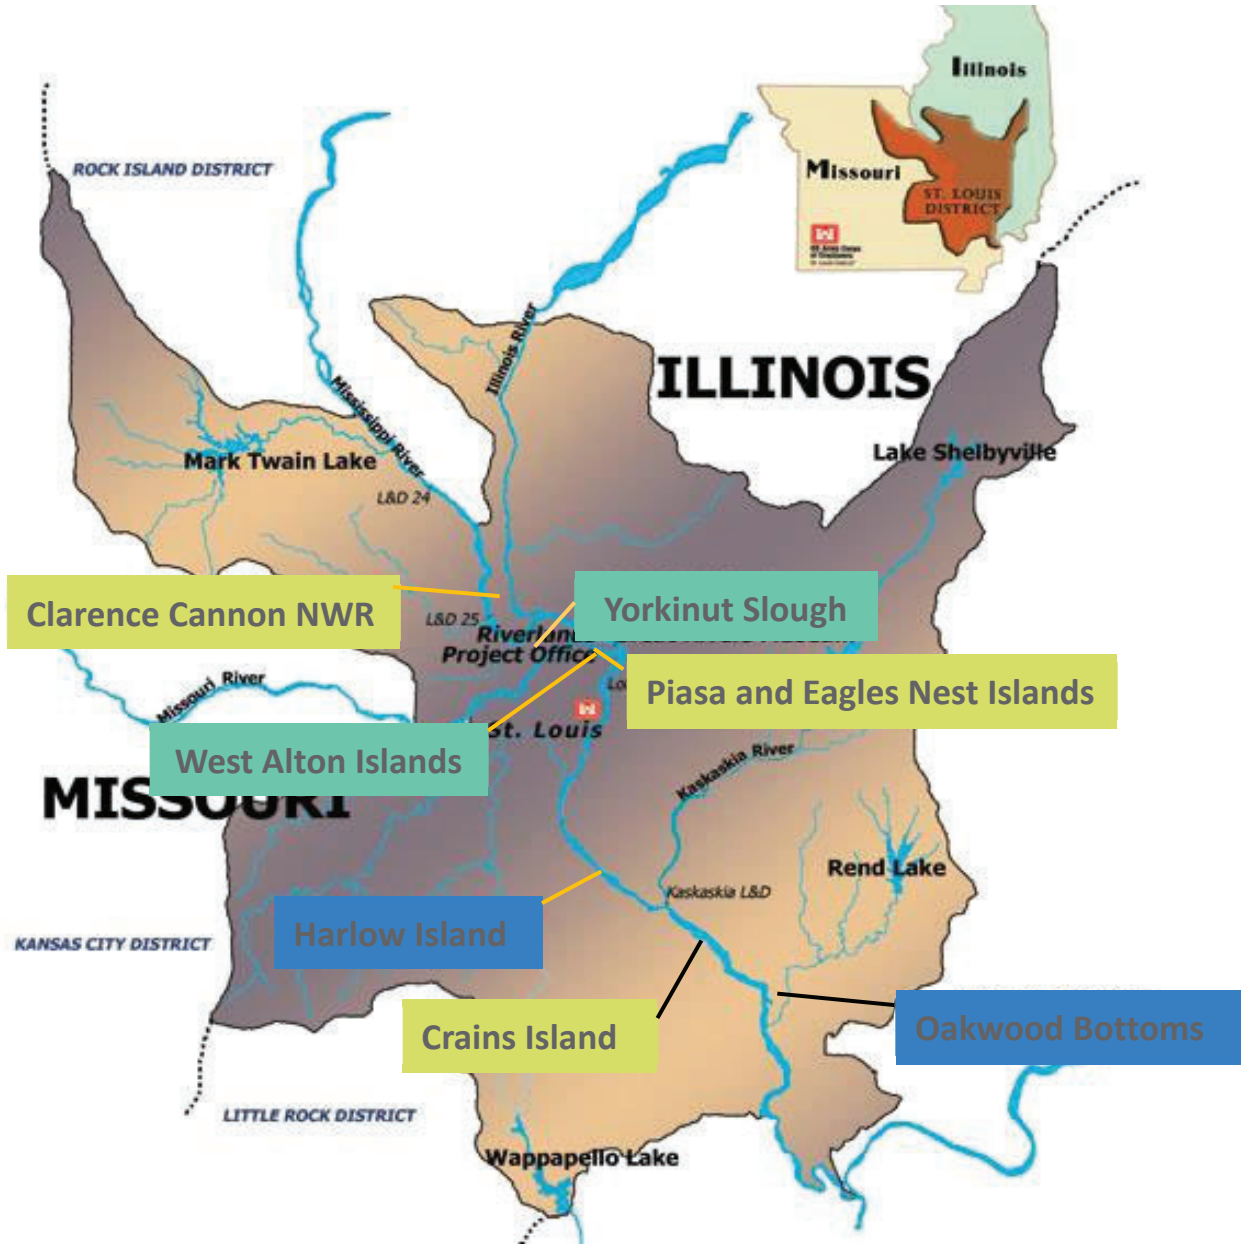 Illinois
Missouri
ST. LOUIS
DISTRICT
ROCK ISLAND DISTRICT
Illinois River
ILLINOIS
Mississippi River
Lake Shelbyville
Mark Twain Lake
L&D 24
Clarence Cannon NWR
Yorkinut Slough
L&D 25
Project Office
Piasa and Eagles Nest Islands
Missouri River
St. Louis
West Alton Islands
Kaskaskia River
MISSOURI
Rend Lake
Kaskaskia L&D
Harlow Island
KANSAS CITY DISTRICT
Crains Island
Oakwood Bottoms
LITTLE ROCK DISTRICT
Wappapello Lake